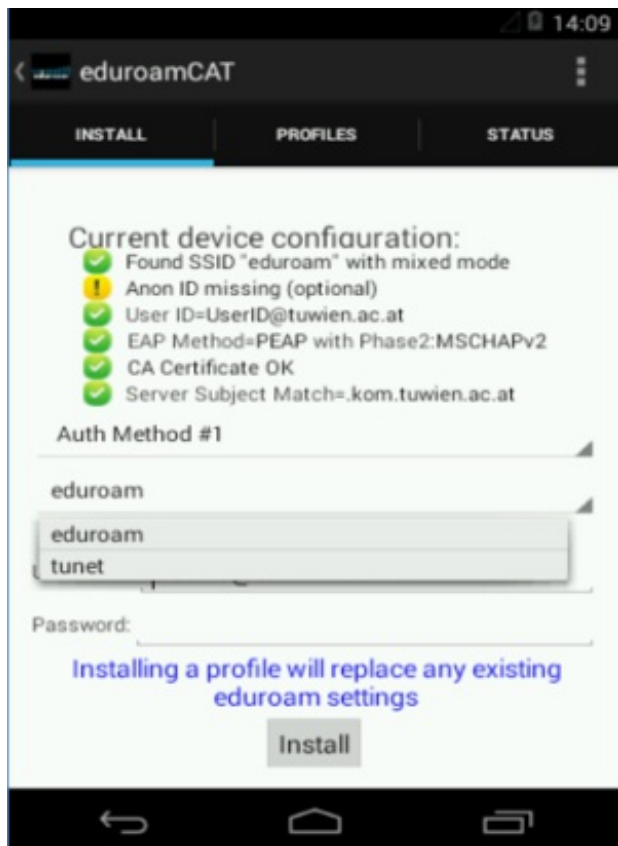 14:09
eduroamCAT
INSTALL PROFILES STATUS
Current device configuration:
Found SSID "eduroam" with mixed mode
Anon ID missing (optional)
User ID=UserID@tuwien.ac.at
EAP Method=PEAP with Phase2:MSCHAPv2
CA Certificate OK
Server Subject Match=.kom.tuwien.ac.at
Auth Method #1
eduroam
eduroam
tunet
Password:
Installing a profile will replace any existing
eduroam settings
Install